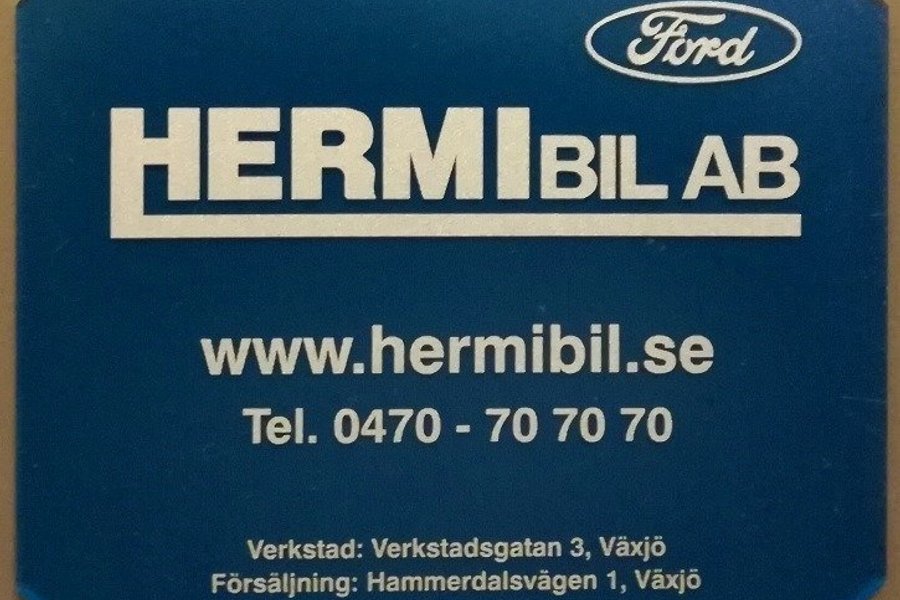 Ford
HERMI BIL AB
www.hermibil.se
Tel. 0470 - 70 70 70
Verkstad: Verkstadsgatan 3, Växjö
Försäljning: Hammerdalsvägen 1, Växjö